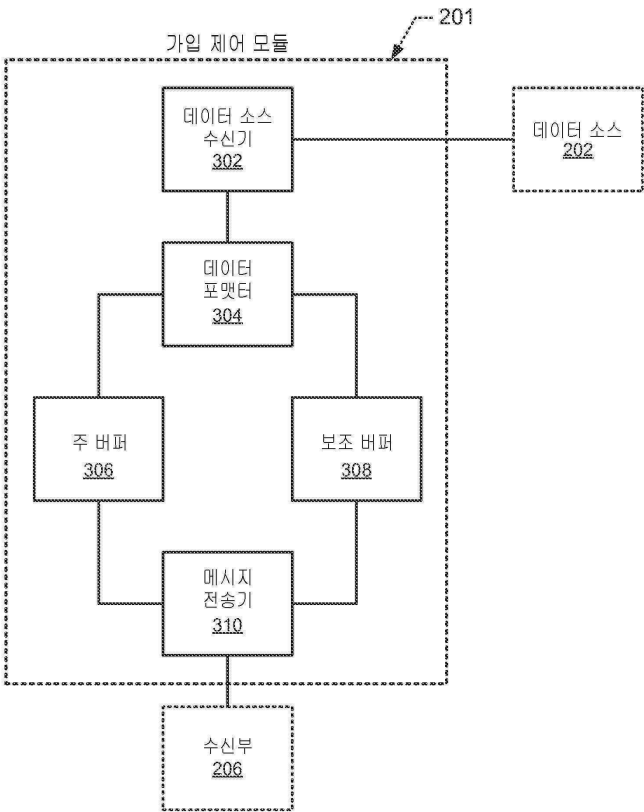 201
가입 제어 모듈
데이터 소스
수신기
302
데이터 소스
202
데이터
포맷터
304
주 버퍼
306
보조 버퍼
308
메시지
전송기
310
수신부
206